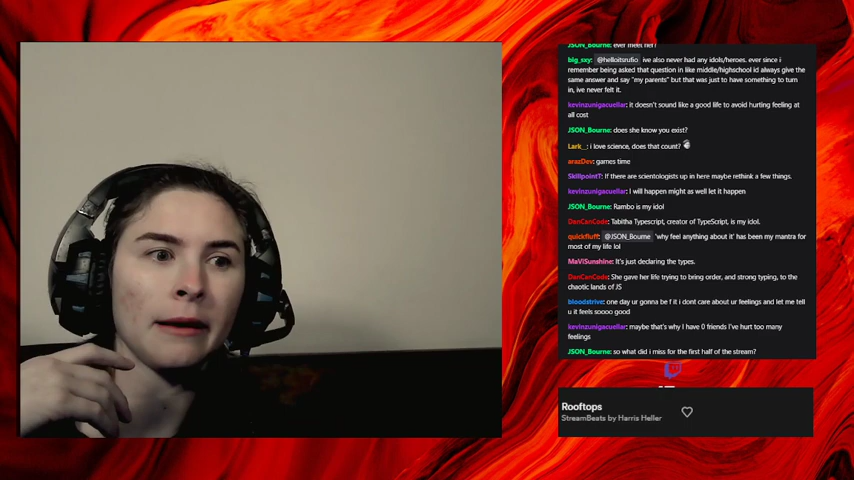 JSON_Bourne: ever meet her?
big_sxy: @helloitsrufio ive also never had any idols/heroes. ever since i
remember being asked that question in like middle/highschool id always give the
same answer and say "my parents" but that was just to have something to turn
in, ive never felt it.
kevinzunigacuellar: it doesn't sound like a good life to avoid hurting feeling at
all cost
JSON_Bourne: does she know you exist?
Lark__: i love science, does that count?
arazDev: games time
SkillpointT: If there are scientologists up in here maybe rethink a few things.
kevinzunigacuellar: I will happen might as well let it happen
JSON_Bourne: Rambo is my idol
DanCanCode: Tabitha Typescript, creator of TypeScript, is my idol.
quickfluff: @JSON_Bourne 'why feel anything about it' has been my mantra for
most of my life lol
MaViSunshine: It's just declaring the types.
DanCanCode: She gave her life trying to bring order, and strong typing, to the
chaotic lands of JS
bloodstrive: one day ur gonna be f it i dont care about ur feelings and let me tell
u it feels soooo good
kevinzunigacuellar: maybe that's why I have 0 friends I've hurt too many
feelings
JSON_Bourne: so what did i miss for the first half of the stream?
Rooftops
StreamBeats by Harris Heller